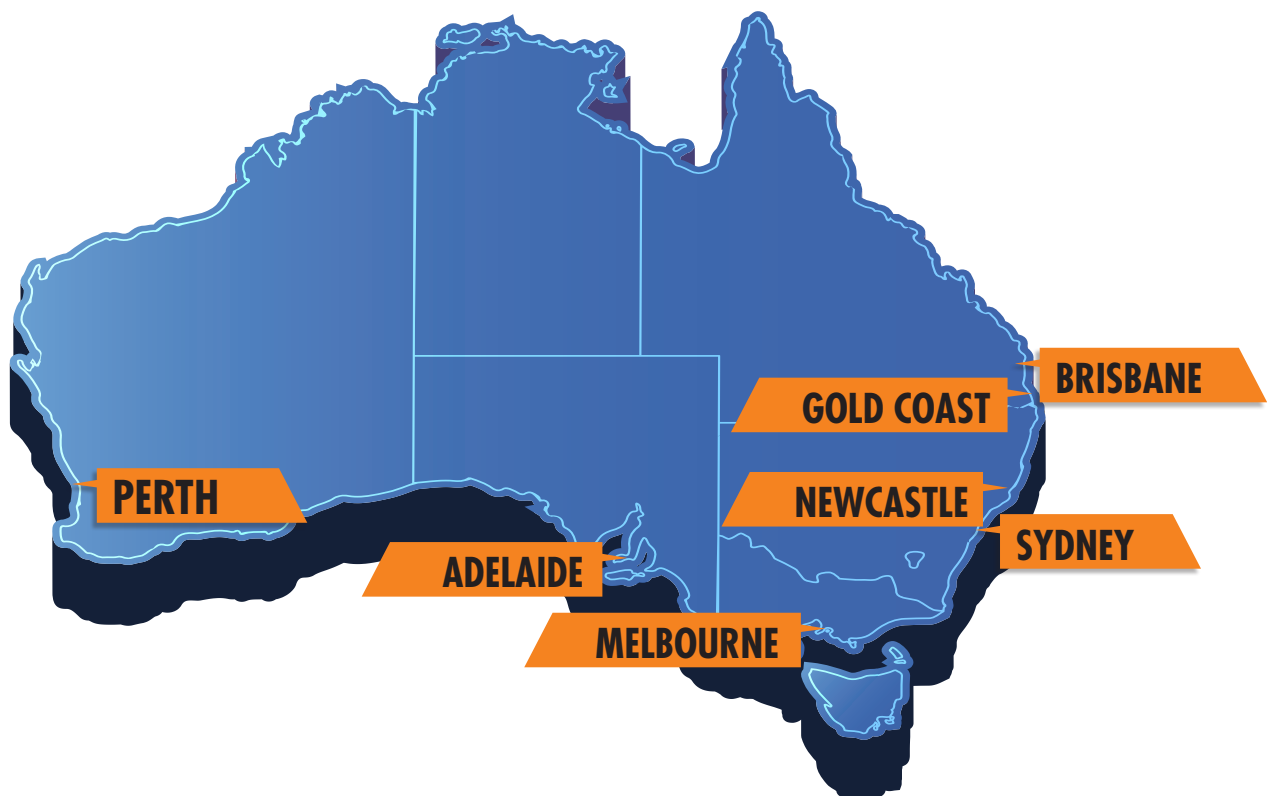 BRISBANE
GOLD COAST
PERTH
NEWCASTLE
SYDNEY
ADELAIDE
MELBOURNE